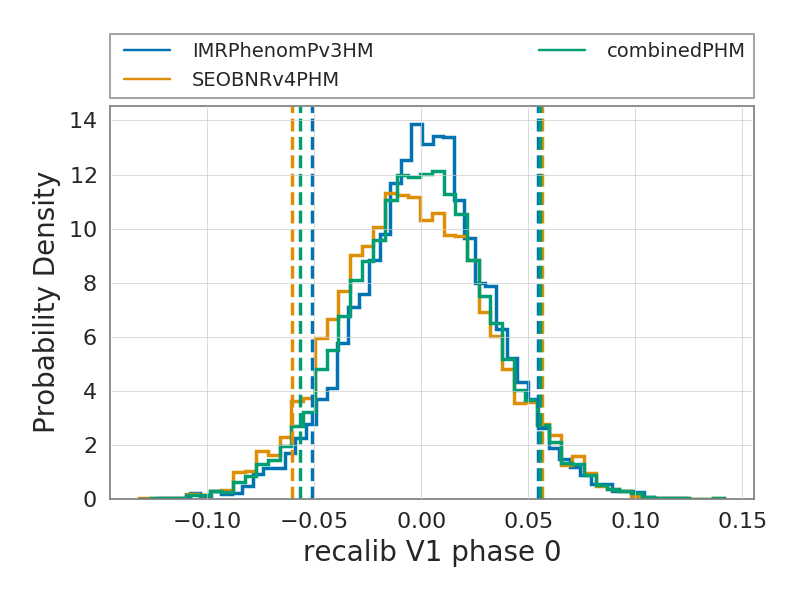 IMRPhenomPv3HM
SEOBNRv4PHM
combinedPHM
14
12
10
8
6
4
2
0
Probability Density
−0.10 −0.05 0.00 0.05 0.10 0.15
recalib V1 phase 0